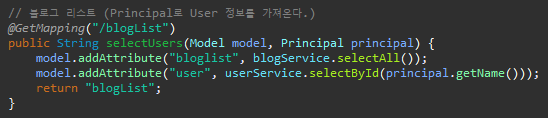 // 블로그 리스트 (Principal로 User 정보를 가져온다.)
@GetMapping("/blogList")
public String selectUsers(Model model, Principal principal) {
model.addAttribute("bloglist", blogService.selectAll());
model.addAttribute("user", userService.selectById(principal.getName()));
return "blogList";
}